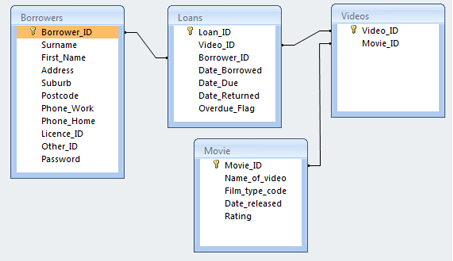 Borrowers
Borrower_ID
Surname
First_Name
Address
Suburb
Postcode
Phone_Work
Phone_Home
Licence_ID
Other_ID
Password
Loans
Loan_ID
Video_ID
Borrower_ID
Date_Borrowed
Date_Due
Date_Returned
Overdue_Flag
Videos
Video_ID
Movie_ID
Movie
Movie_ID
Name_of_video
Film_type_code
Date_released
Rating